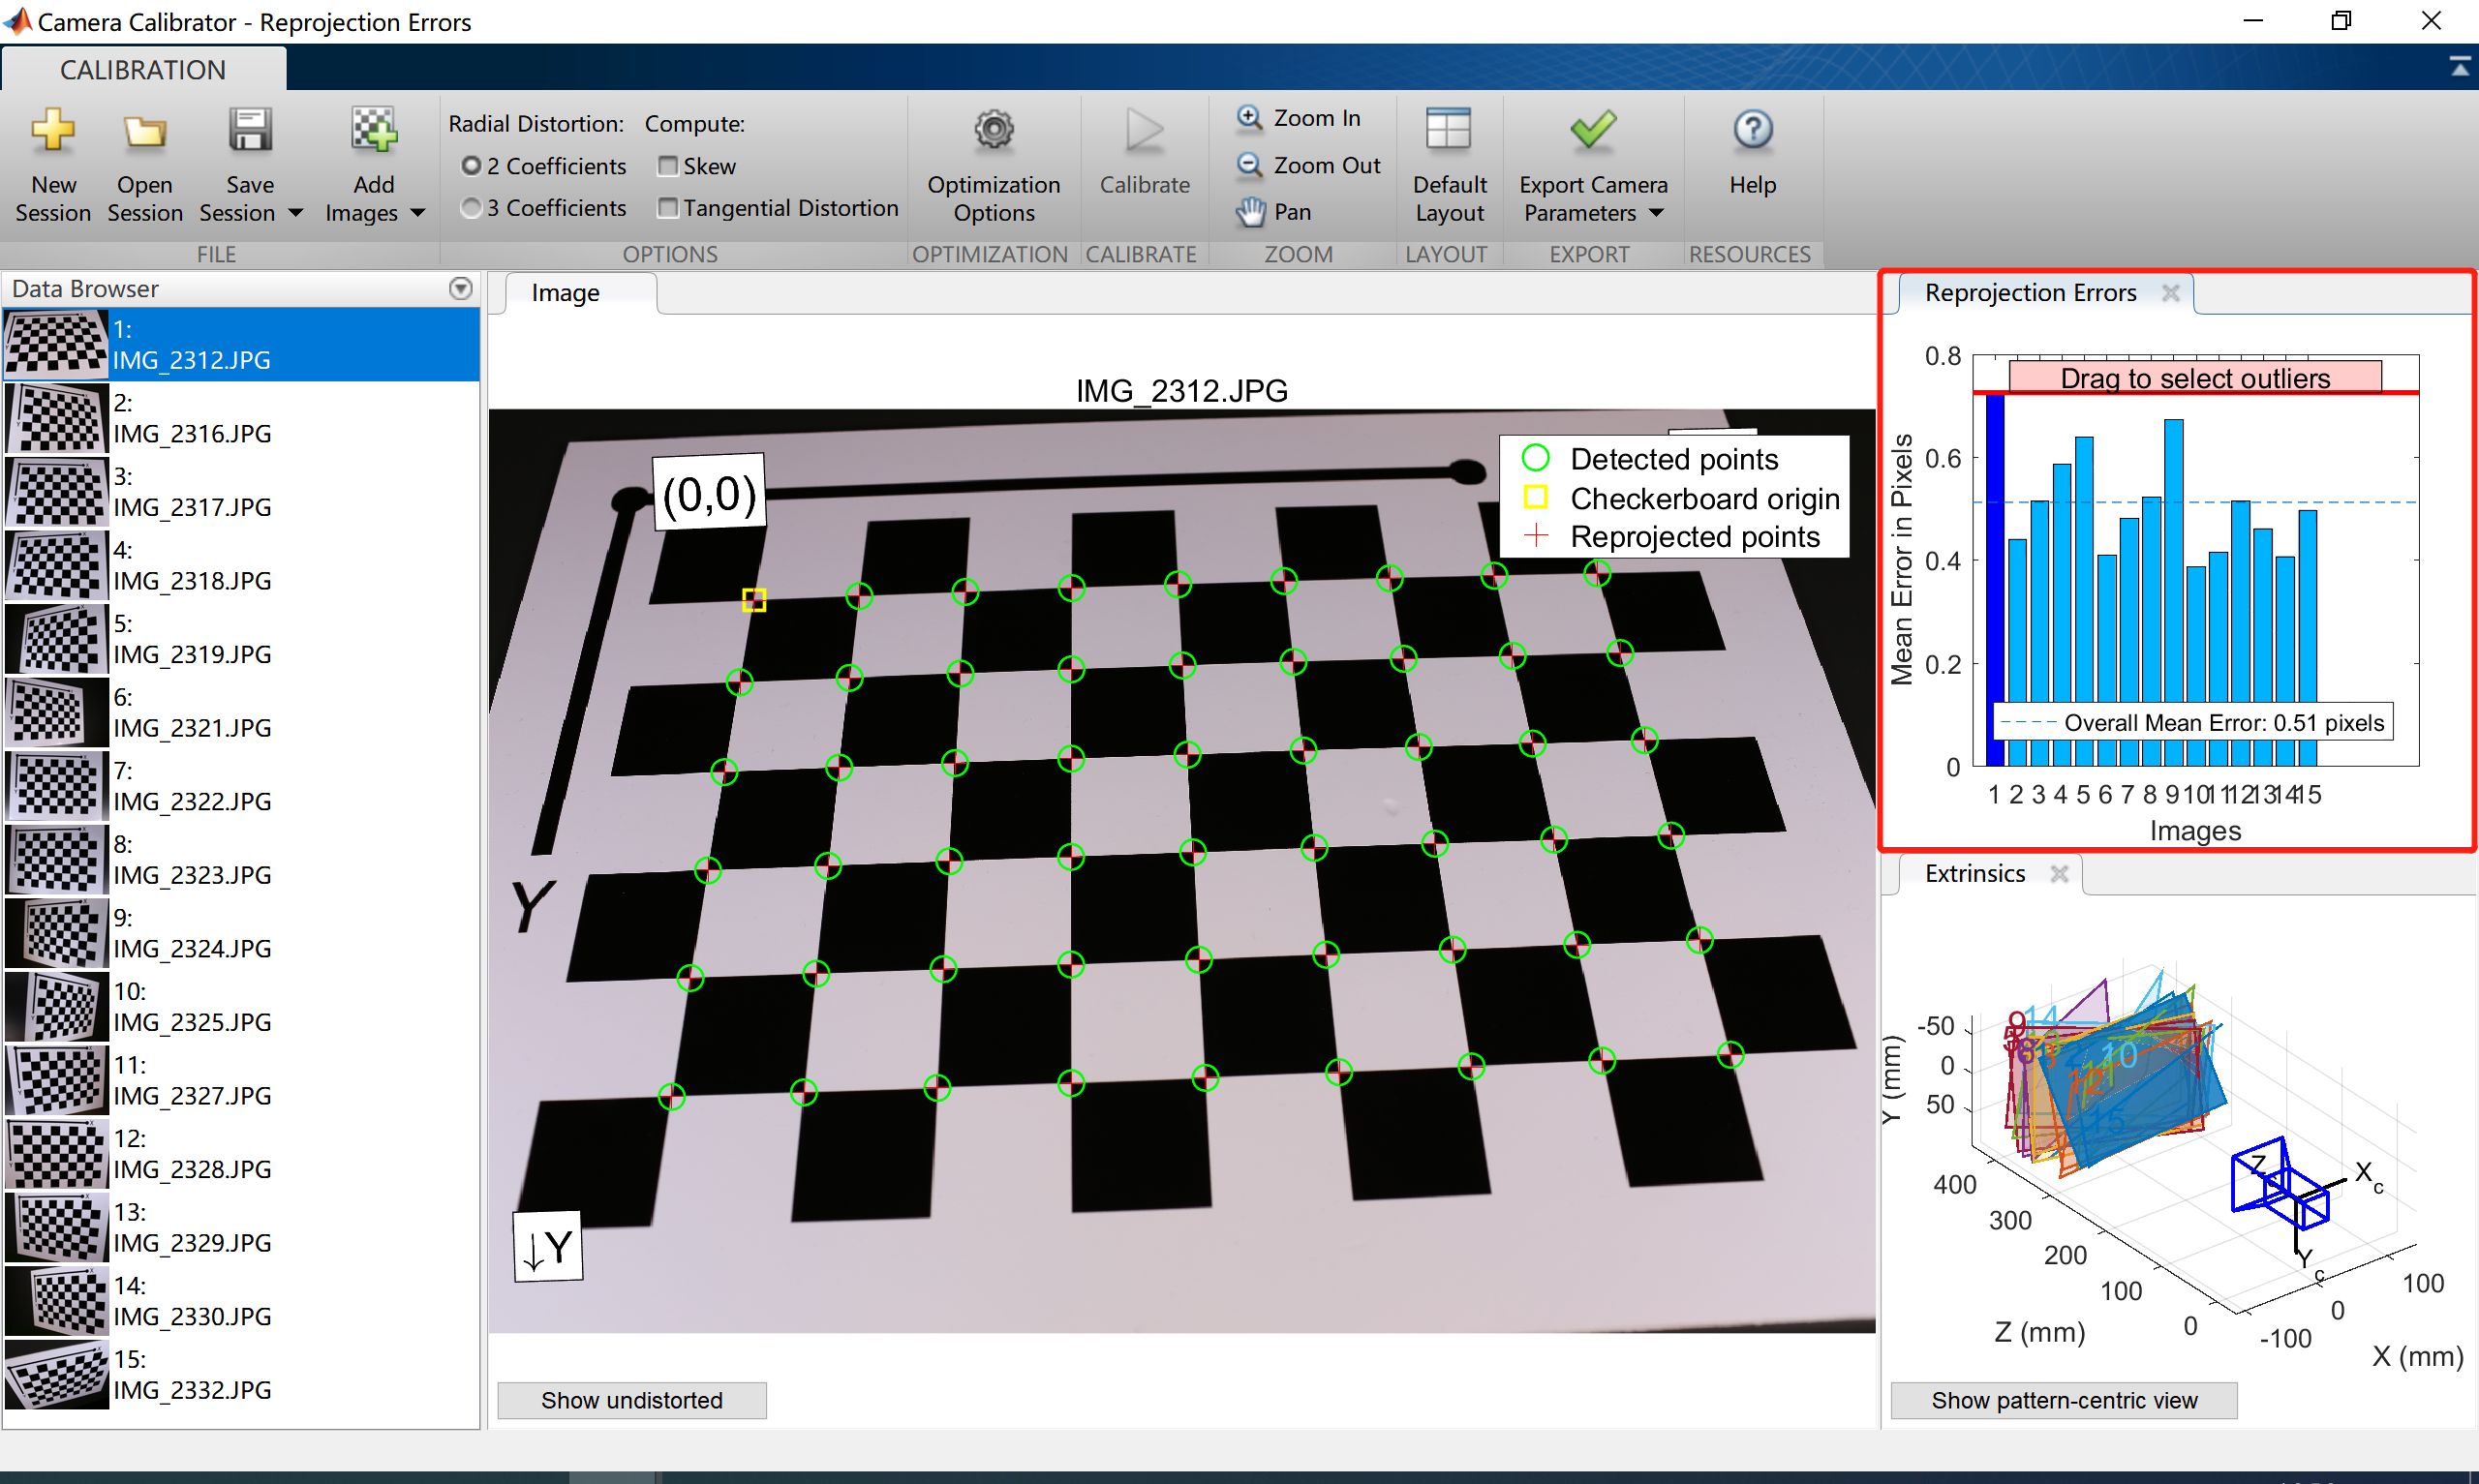 Camera Calibrator - Reprojection Errors
CALIBRATION
New Session
Open Session
Save Session
Add Images
FILE
Radial Distortion:
2 Coefficients
3 Coefficients
Compute:
Skew
Tangential Distortion
OPTIONS
Optimization Options
OPTIMIZATION
Calibrate
CALIBRATE
Zoom In
Zoom Out
Pan
ZOOM
Default Layout
LAYOUT
Export Camera Parameters
EXPORT
Help
RESOURCES
Data Browser
1:
IMG_2312.JPG
2:
IMG_2316.JPG
3:
IMG_2317.JPG
4:
IMG_2318.JPG
5:
IMG_2319.JPG
6:
IMG_2321.JPG
7:
IMG_2322.JPG
8:
IMG_2323.JPG
9:
IMG_2324.JPG
10:
IMG_2325.JPG
11:
IMG_2327.JPG
12:
IMG_2328.JPG
13:
IMG_2329.JPG
14:
IMG_2330.JPG
15:
IMG_2332.JPG
Image
IMG_2312.JPG
(0,0)
Detected points
Checkerboard origin
Reprojected points
Y
↓Y
Show undistorted
Reprojection Errors
Drag to select outliers
Mean Error in Pixels
0.8
0.6
0.4
0.2
0
Overall Mean Error: 0.51 pixels
1 2 3 4 5 6 7 8 9 10 11 12 13 14 15
Images
Extrinsics
Y (mm)
-50
0
50
9
14
10
12
15
Z
Xc
Yc
400
300
200
100
0
Z (mm)
-100
0
100
X (mm)
Show pattern-centric view